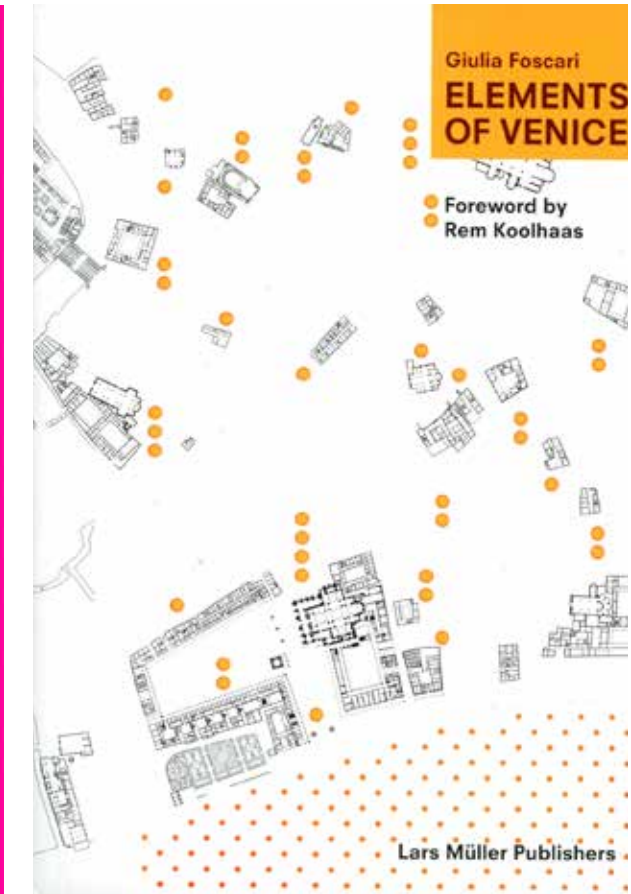 Giulia Foscari
ELEMENTS
OF VENICE
Foreword by
Rem Koolhaas
Lars Müller Publishers